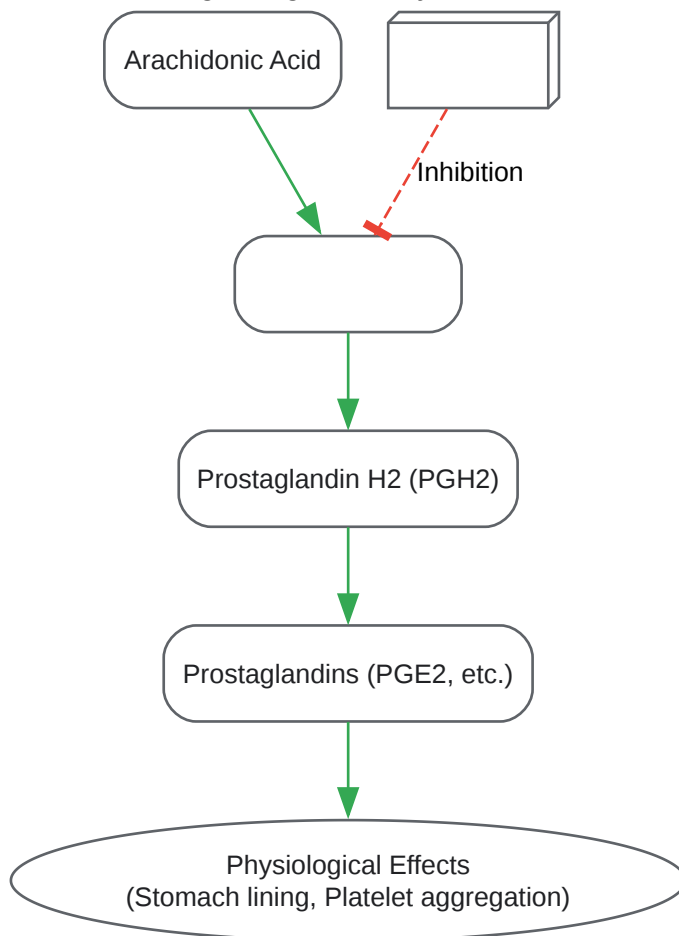 Arachidonic Acid
Inhibition
Prostaglandin H2 (PGH2)
Prostaglandins (PGE2, etc.)
Physiological Effects
(Stomach lining, Platelet aggregation)